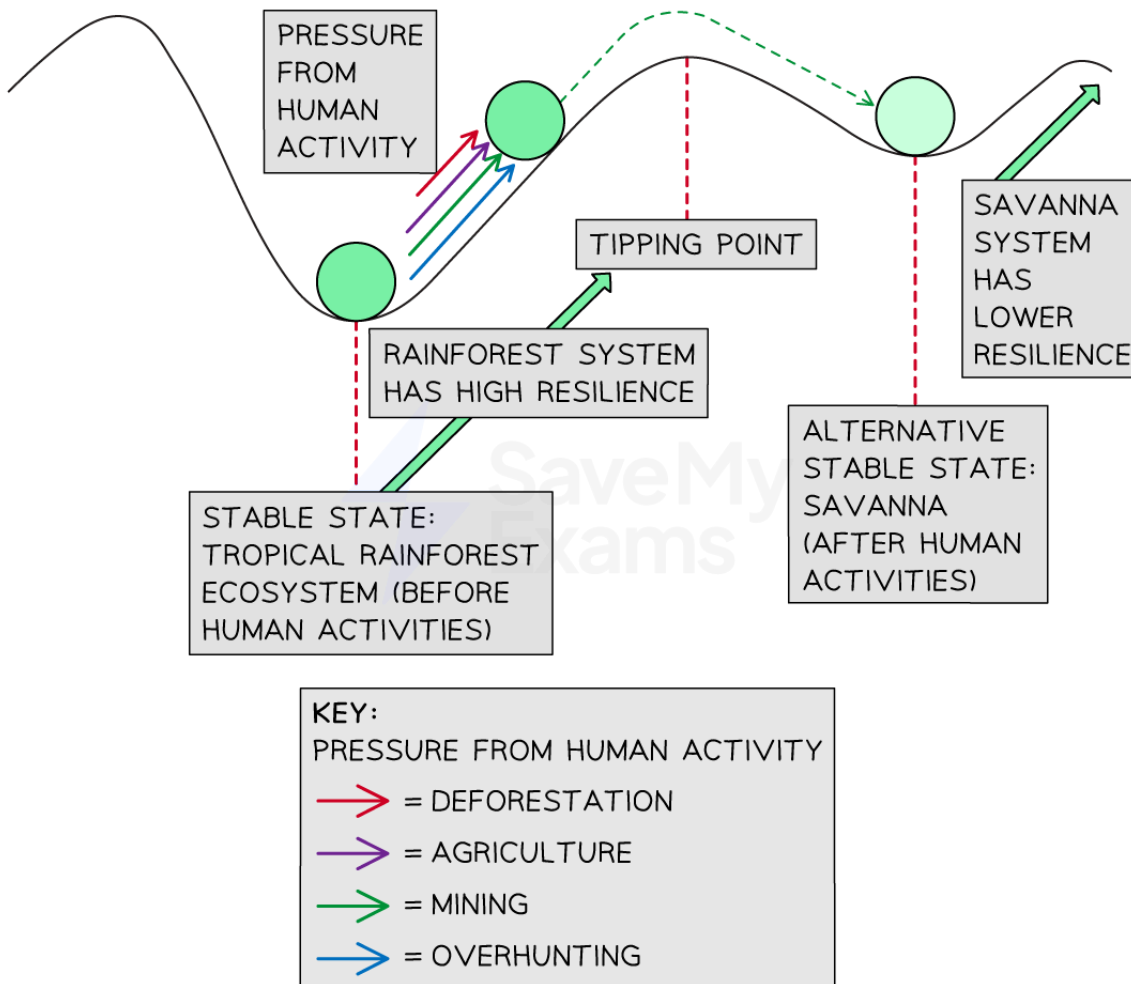 PRESSURE
FROM
HUMAN
ACTIVITY
TIPPING POINT
SAVANNA
SYSTEM
HAS
LOWER
RESILIENCE
RAINFOREST SYSTEM
HAS HIGH RESILIENCE
ALTERNATIVE
STABLE STATE:
SAVANNA
(AFTER HUMAN
ACTIVITIES)
STABLE STATE:
TROPICAL RAINFOREST
ECOSYSTEM (BEFORE
HUMAN ACTIVITIES)
SaveMy
Exams
KEY:
PRESSURE FROM HUMAN ACTIVITY
= DEFORESTATION
= AGRICULTURE
= MINING
= OVERHUNTING